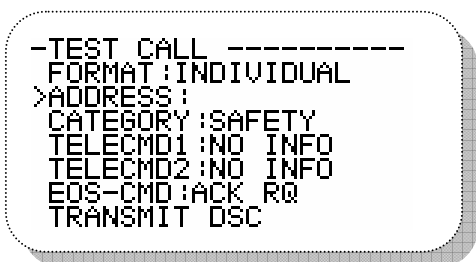 -TEST CALL ----------
FORMAT:INDIVIDUAL
>ADDRESS:
CATEGORY:SAFETY
TELECMD1:NO INFO
TELECMD2:NO INFO
EOS-CMD:ACK RQ
TRANSMIT DSC